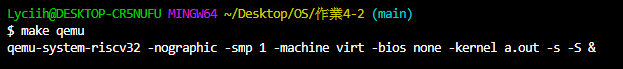 Lyciih@DESKTOP-CR5NUFU MINGW64 ~/Desktop/OS/作業4-2 (main)
$ make qemu
qemu-system-riscv32 -nographic -smp 1 -machine virt -bios none -kernel a.out -s -S &